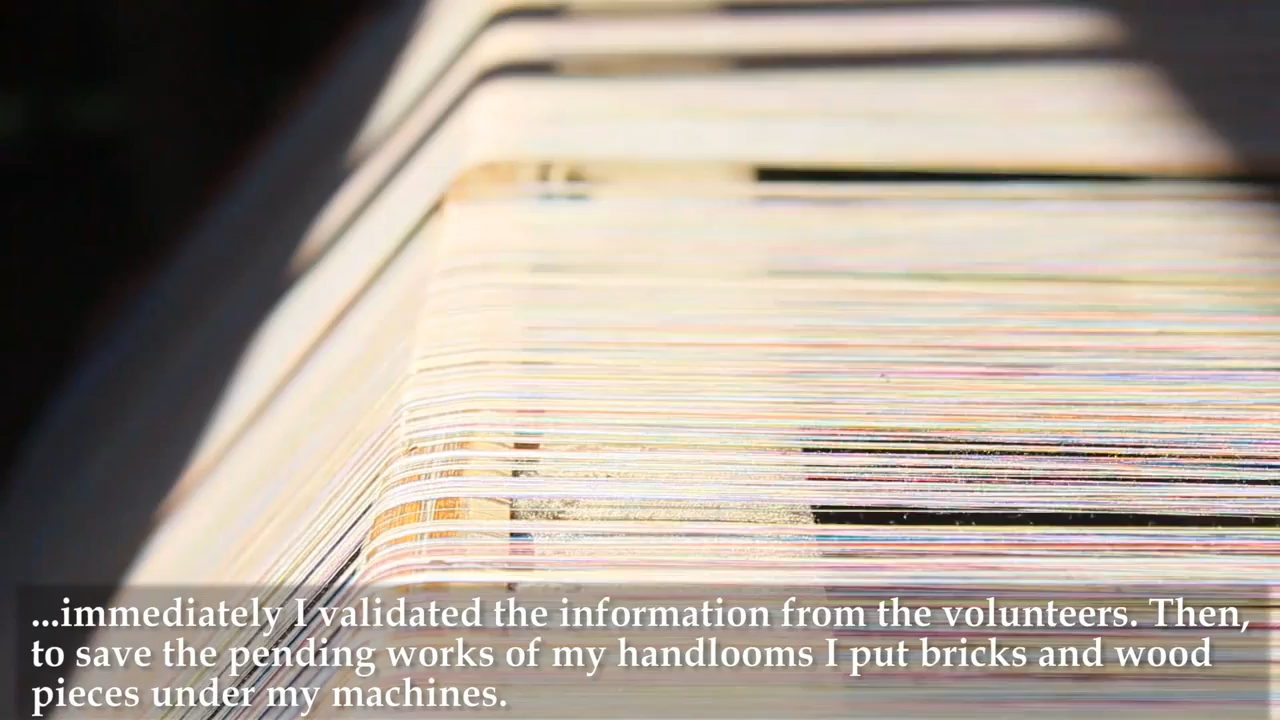 ...immediately I validated the information from the volunteers. Then,
to save the pending works of my handlooms I put bricks and wood
pieces under my machines.